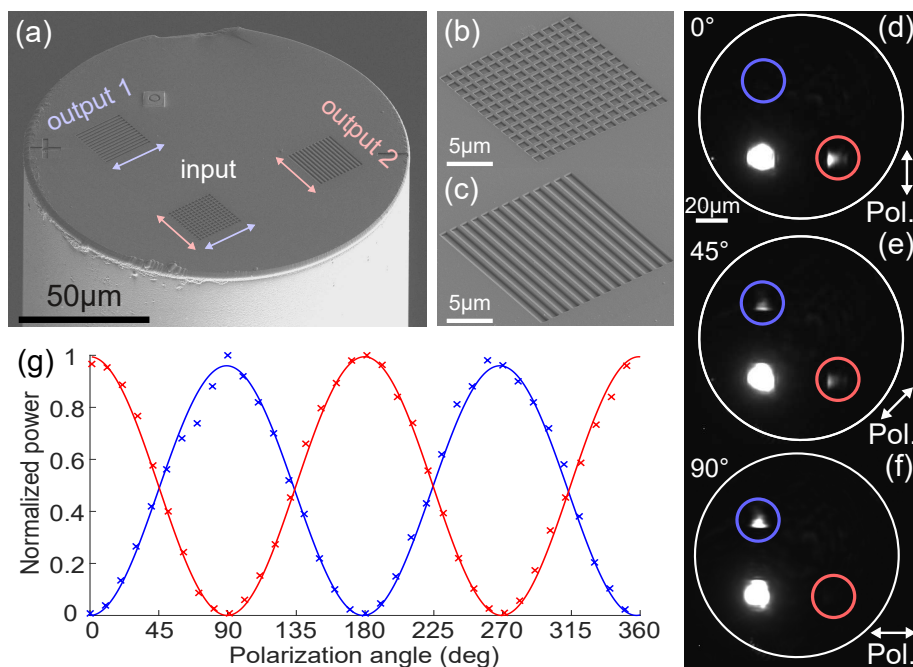 (a)
output 1
output 2
input
50µm
(b)
5µm
(c)
5µm
0°
(d)
20µm
Pol.
45°
(e)
Pol.
90°
(f)
Pol.
(g)
Normalized power
1
0.8
0.6
0.4
0.2
0
0 45 90 135 180 225 270 315 360
Polarization angle (deg)